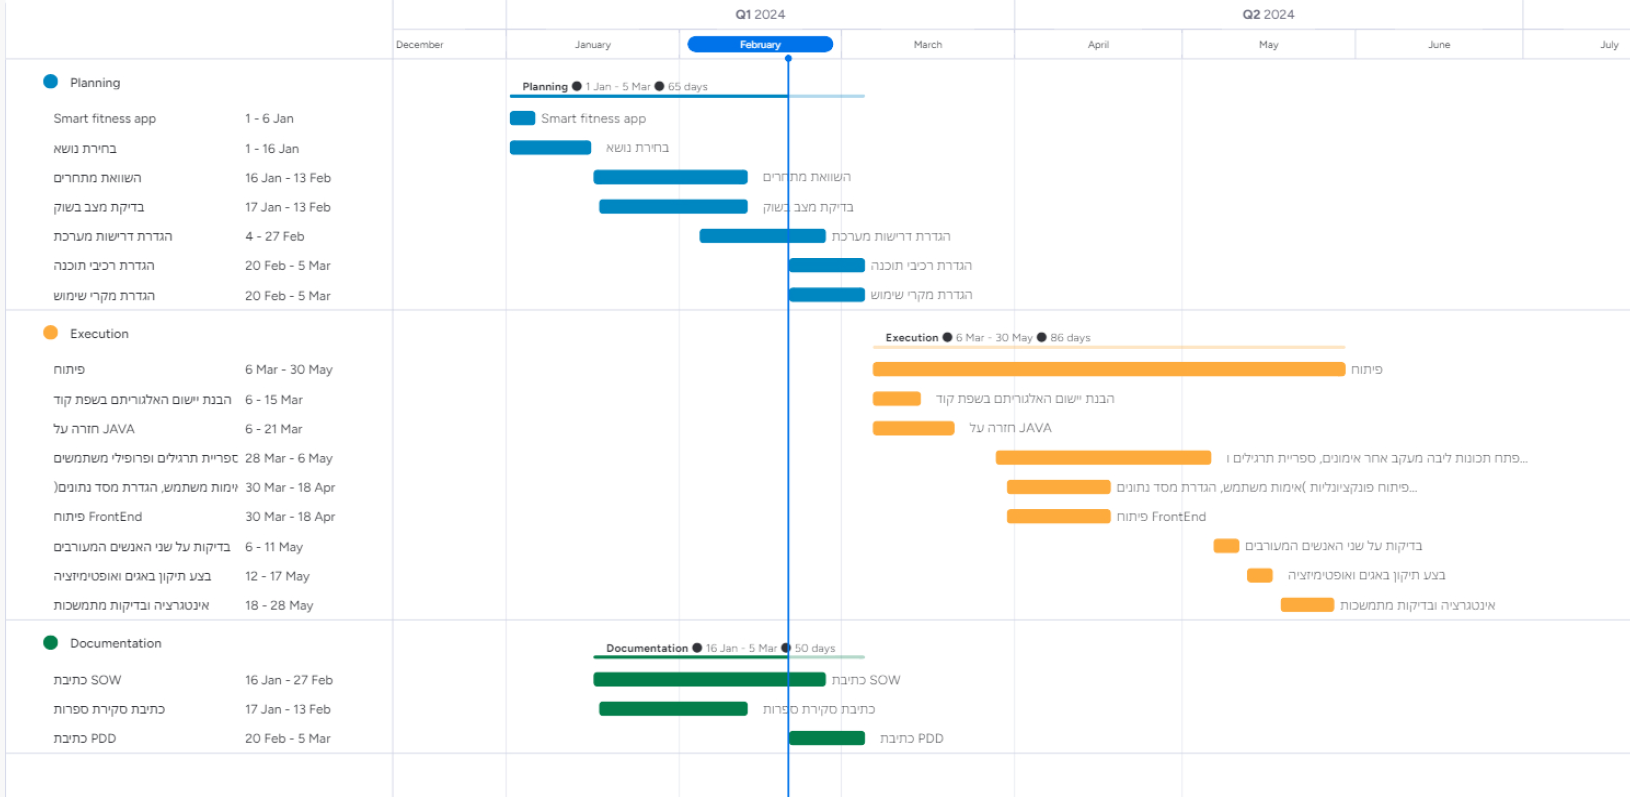 Q1 2024 Q2 2024
December January February March April May June July
Planning
Planning ● 1 Jan - 5 Mar ● 65 days
Smart fitness app 1 - 6 Jan Smart fitness app
בחירת נושא 1 - 16 Jan בחירת נושא
השוואת מתחרים 16 Jan - 13 Feb השוואת מתחרים
בדיקת מצב בשוק 17 Jan - 13 Feb בדיקת מצב בשוק
הגדרת דרישות מערכת 4 - 27 Feb הגדרת דרישות מערכת
הגדרת רכיבי תוכנה 20 Feb - 5 Mar הגדרת רכיבי תוכנה
הגדרת מקרי שימוש 20 Feb - 5 Mar הגדרת מקרי שימוש
Execution
Execution ● 6 Mar - 30 May ● 86 days
פיתוח 6 Mar - 30 May פיתוח
הבנת יישום האלגוריתם בשפת קוד 6 - 15 Mar הבנת יישום האלגוריתם בשפת קוד
חזרה על JAVA 6 - 21 Mar חזרה על JAVA
ספריית תרגילים ופרופילי משתמשים 28 Mar - 6 May פתח תכונות ליבה מעקב אחר אימונים, ספריית תרגילים ו...
אימות משתמש, הגדרת מסד נתונים( 30 Mar - 18 Apr פיתוח פונקציונליות )אימות משתמש, הגדרת מסד נתונים...
פיתוח FrontEnd 30 Mar - 18 Apr פיתוח FrontEnd
בדיקות על שני האנשים המעורבים 6 - 11 May בדיקות על שני האנשים המעורבים
בצע תיקון באגים ואופטימיזציה 12 - 17 May בצע תיקון באגים ואופטימיזציה
אינטגרציה ובדיקות מתמשכות 18 - 28 May אינטגרציה ובדיקות מתמשכות
Documentation
Documentation ● 16 Jan - 5 Mar ● 50 days
כתיבת SOW 16 Jan - 27 Feb כתיבת SOW
כתיבת סקירת ספרות 17 Jan - 13 Feb כתיבת סקירת ספרות
כתיבת PDD 20 Feb - 5 Mar כתיבת PDD